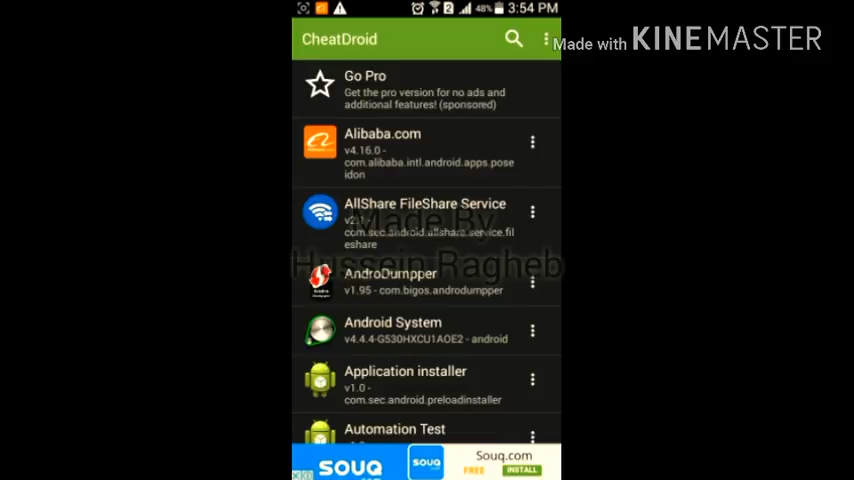 2 48% 3:54 PM
CheatDroid
Made with KINEMASTER
Go Pro
Get the pro version for no ads and
additional features! (sponsored)
Alibaba.com
v4.16.0 -
com.alibaba.intl.android.apps.pose
idon
AllShare FileShare Service
v2.1 -
com.sec.android.allshare.service.fil
eshare
Made By
Hussein Ragheb
AndroDumpper
v1.95 - com.bigos.androdumpper
Android System
v4.4.4-G530HXCU1AOE2 - android
Application installer
v1.0 -
com.sec.android.preloadinstaller
Automation Test
SOUQ
souq
Souq.com
FREE INSTALL